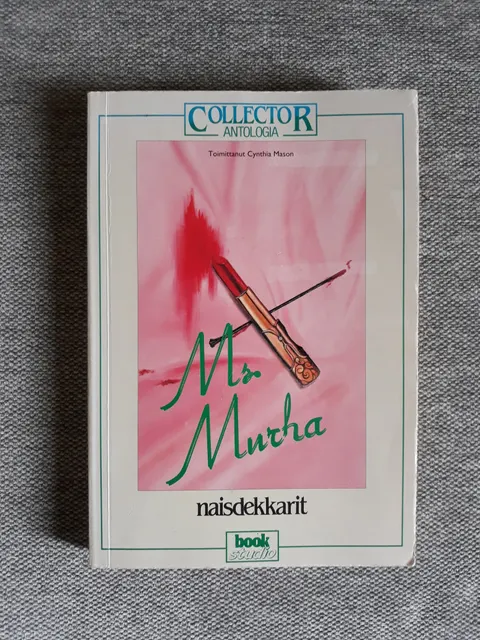 COLLECTOR
ANTOLOGIA
Toimittanut Cynthia Mason
Ms
Murha
naisdekkarit
book
studio